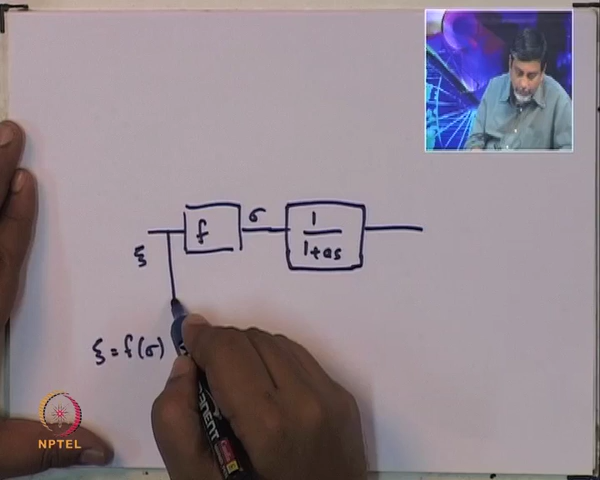 f σ 1
1+as
ξ
ξ = f(σ)
NPTEL